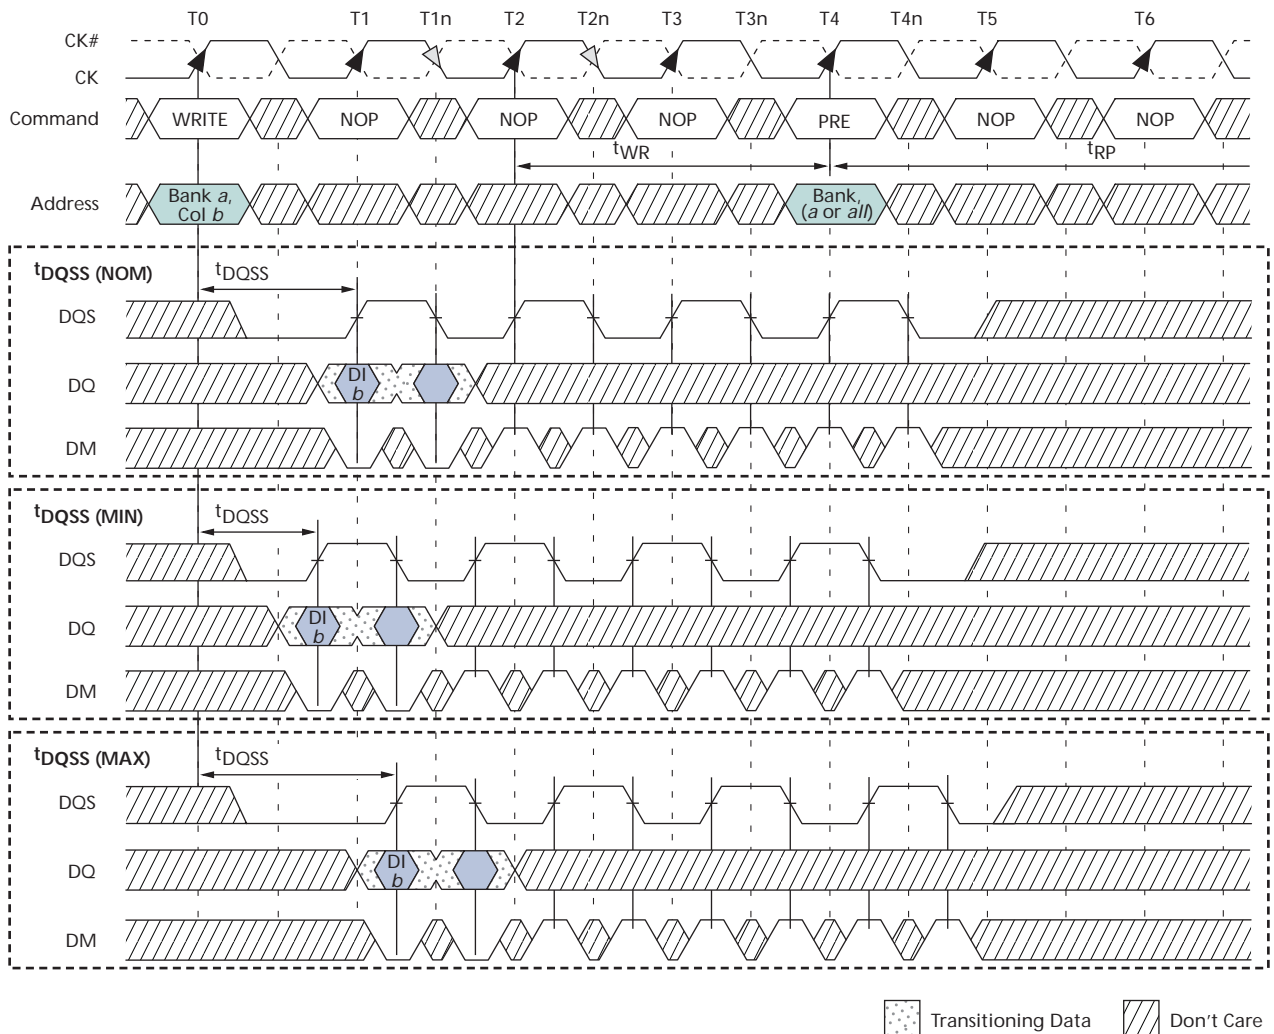 T0 T1 T1n T2 T2n T3 T3n T4 T4n T5 T6
CK#
CK
Command WRITE NOP NOP NOP PRE NOP NOP
tWR tRP
Address Bank a, Col b Bank, (a or all)
tDQSS (NOM) tDQSS
DQS
DQ DI b
DM
tDQSS (MIN) tDQSS
DQS
DQ DI b
DM
tDQSS (MAX) tDQSS
DQS
DQ DI b
DM
Transitioning Data Don't Care